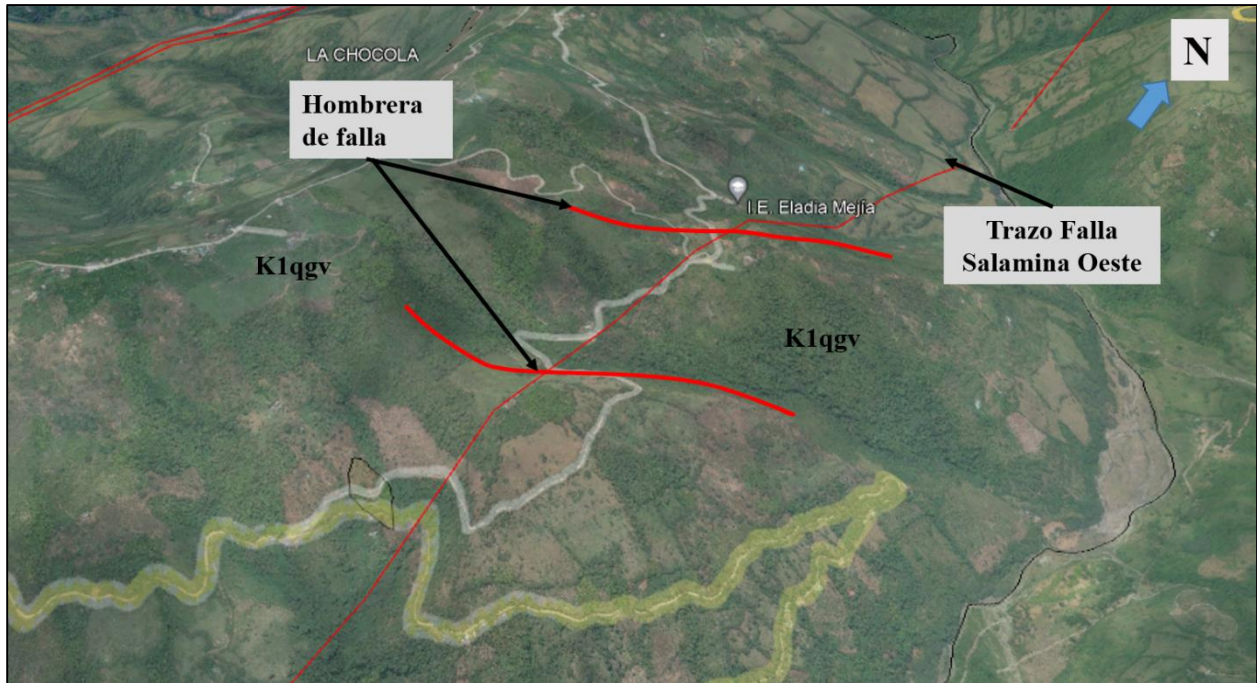 LA CHOCOLA
N
Hombrera
de falla
I.E. Eladia Mejía
Trazo Falla
Salamina Oeste
K1qgv
K1qgv